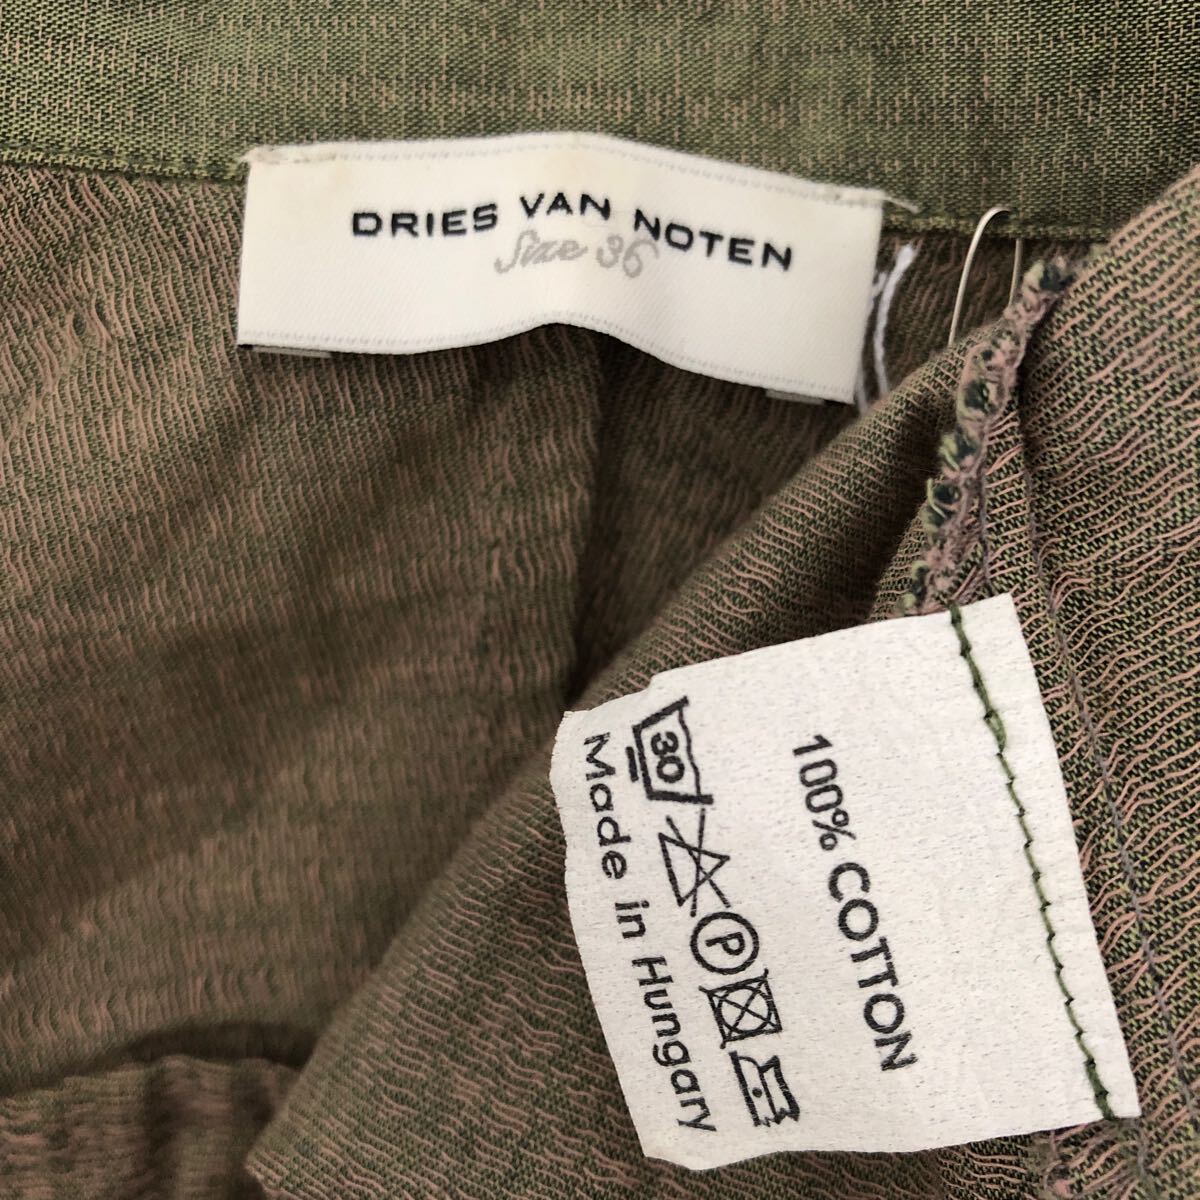 DRIES VAN NOTEN
Size 36
100% COTTON
30
P
Made in Hungary